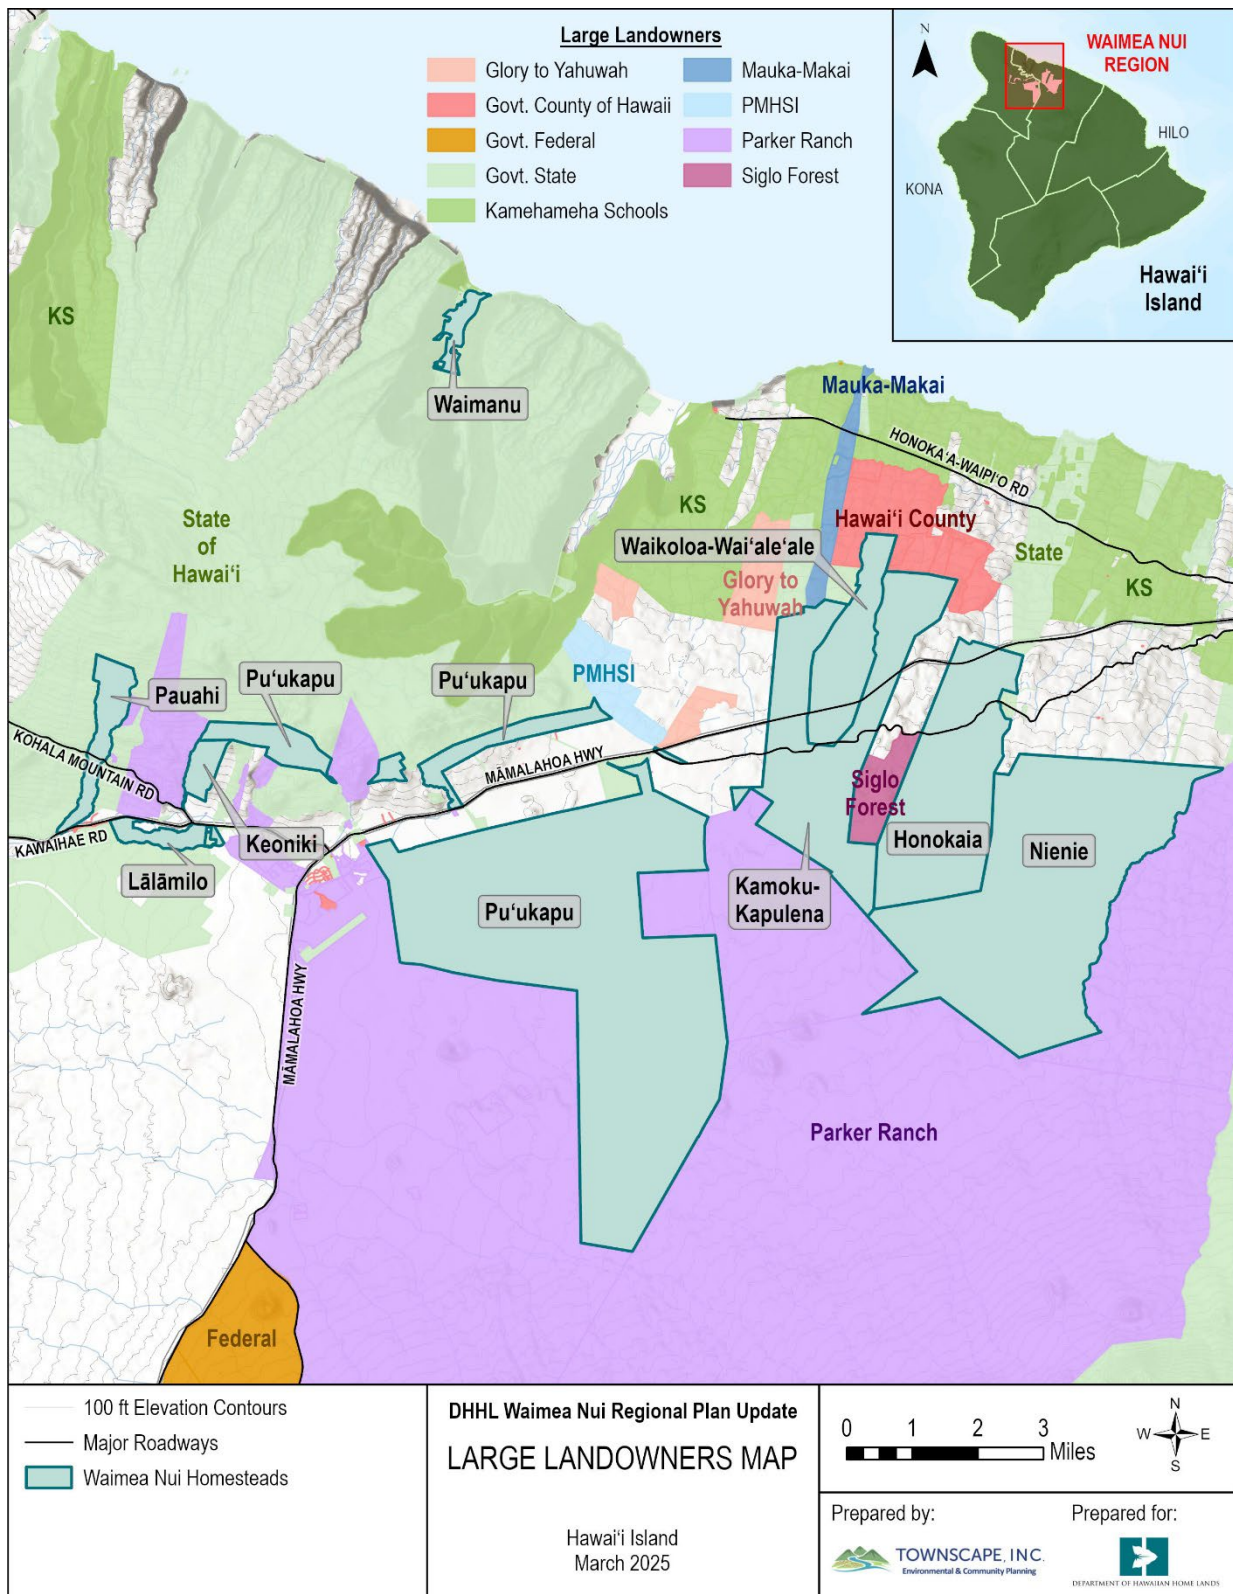 Large Landowners
Glory to Yahuwah
Govt. County of Hawaii
Govt. Federal
Govt. State
Kamehameha Schools
Mauka-Makai
PMHSI
Parker Ranch
Siglo Forest
N
WAIMEA NUI
REGION
HILO
KONA
Hawai‘i
Island
KS
Waimanu
Mauka-Makai
HONOKA‘A-WAIPI‘O RD
KS
Hawai‘i County
State
of
Hawai‘i
Waikoloa-Wai‘ale‘ale
State
Glory to
Yahuwah
KS
Pauahi
Pu‘ukapu
Pu‘ukapu
PMHSI
KOHALA MOUNTAIN RD
MĀMALAHOA HWY
Siglo
Forest
KAWAIHAE RD
Keoniki
Honokaia
Nienie
Lālāmilo
Kamoku-
Kapulena
Pu‘ukapu
MĀMALAHOA HWY
Parker Ranch
Federal
100 ft Elevation Contours
Major Roadways
Waimea Nui Homesteads
DHHL Waimea Nui Regional Plan Update
LARGE LANDOWNERS MAP
Hawai‘i Island
March 2025
0 1 2 3
Miles
N
W E
S
Prepared by:
TOWNSCAPE, INC.
Environmental & Community Planning
Prepared for:
DEPARTMENT OF HAWAIIAN HOME LANDS